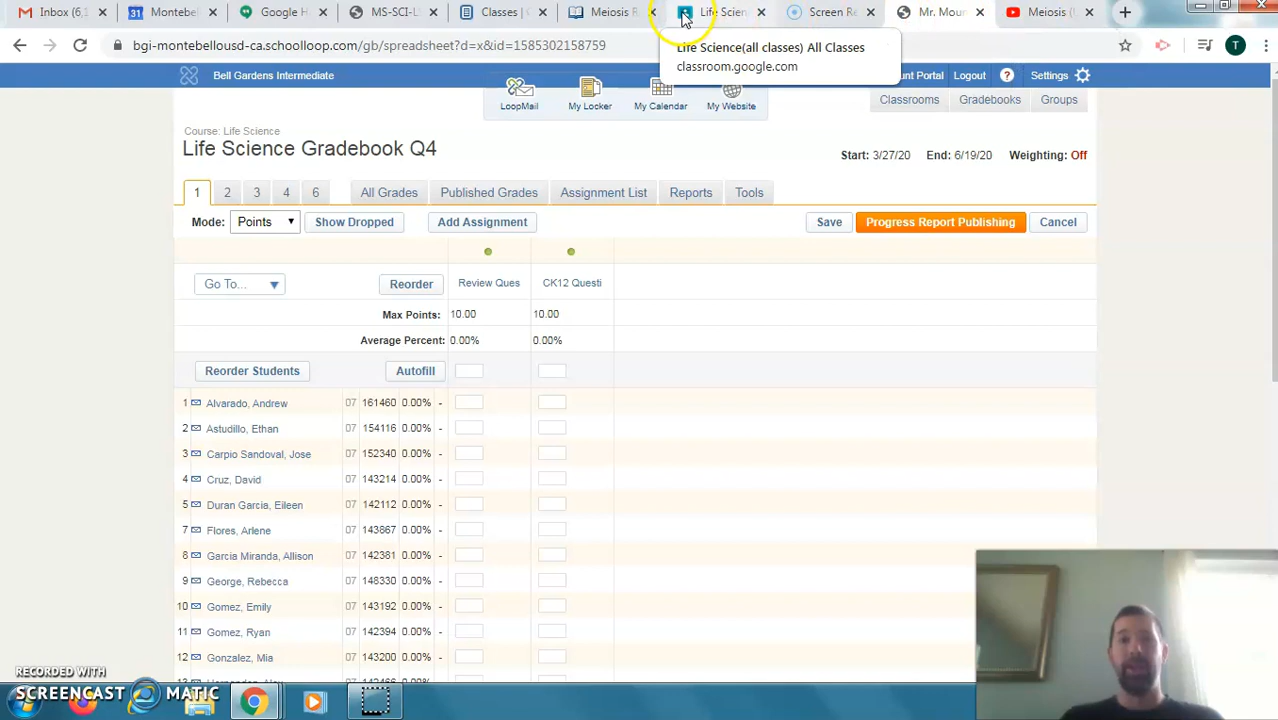 Inbox (3 Montebel Google H MS-SCI-L Classes | Meiosis R Life Scien Screen Re Mr. Moun Meiosis (
bgi-montebellousd-ca.schoolloop.com/gb/spreadsheet?d=x&id=1585302158759
Life Science(all classes) All Classes
classroom.google.com
T
Bell Gardens Intermediate
Portal Logout ? Settings
LoopMail My Locker My Calendar My Website
Classrooms Gradebooks Groups
Course: Life Science
Life Science Gradebook Q4
Start: 3/27/20 End: 6/19/20 Weighting: Off
1 2 3 4 6 All Grades Published Grades Assignment List Reports Tools
Mode: Points Show Dropped Add Assignment Save Progress Report Publishing Cancel
Go To... Reorder Review Ques CK12 Questi
Max Points: 10.00 10.00
Average Percent: 0.00% 0.00%
Reorder Students Autofill
1 Alvarado, Andrew 07 161460 0.00% -
2 Astudillo, Ethan 07 154116 0.00% -
3 Carpio Sandoval, Jose 07 152340 0.00% -
4 Cruz, David 07 143214 0.00% -
5 Duran Garcia, Eileen 07 142112 0.00% -
7 Flores, Arlene 07 143867 0.00% -
8 Garcia Miranda, Allison 07 142381 0.00% -
9 George, Rebecca 07 148330 0.00% -
10 Gomez, Emily 07 143192 0.00% -
11 Gomez, Ryan 07 142394 0.00% -
12 Gonzalez, Mia 07 143200 0.00% -
RECORDED WITH
SCREENCAST MATIC